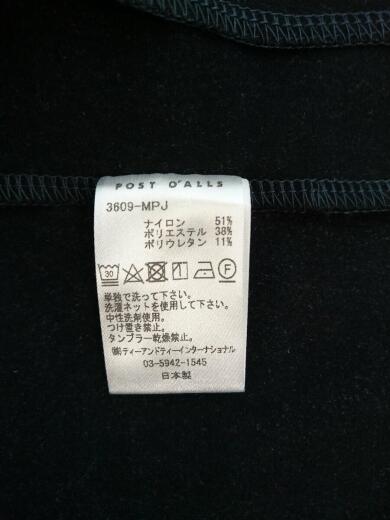 POST O'ALLS
3609-MPJ
ナイロン 51%
ポリエステル 38%
ポリウレタン 11%
30 F
単独で洗って下さい。
洗濯ネットを使用して下さい。
中性洗剤使用。
つけ置き禁止。
タンブラー乾燥禁止。
㈱ティーアンドティーインターナショナル
03-5942-1545
日本製